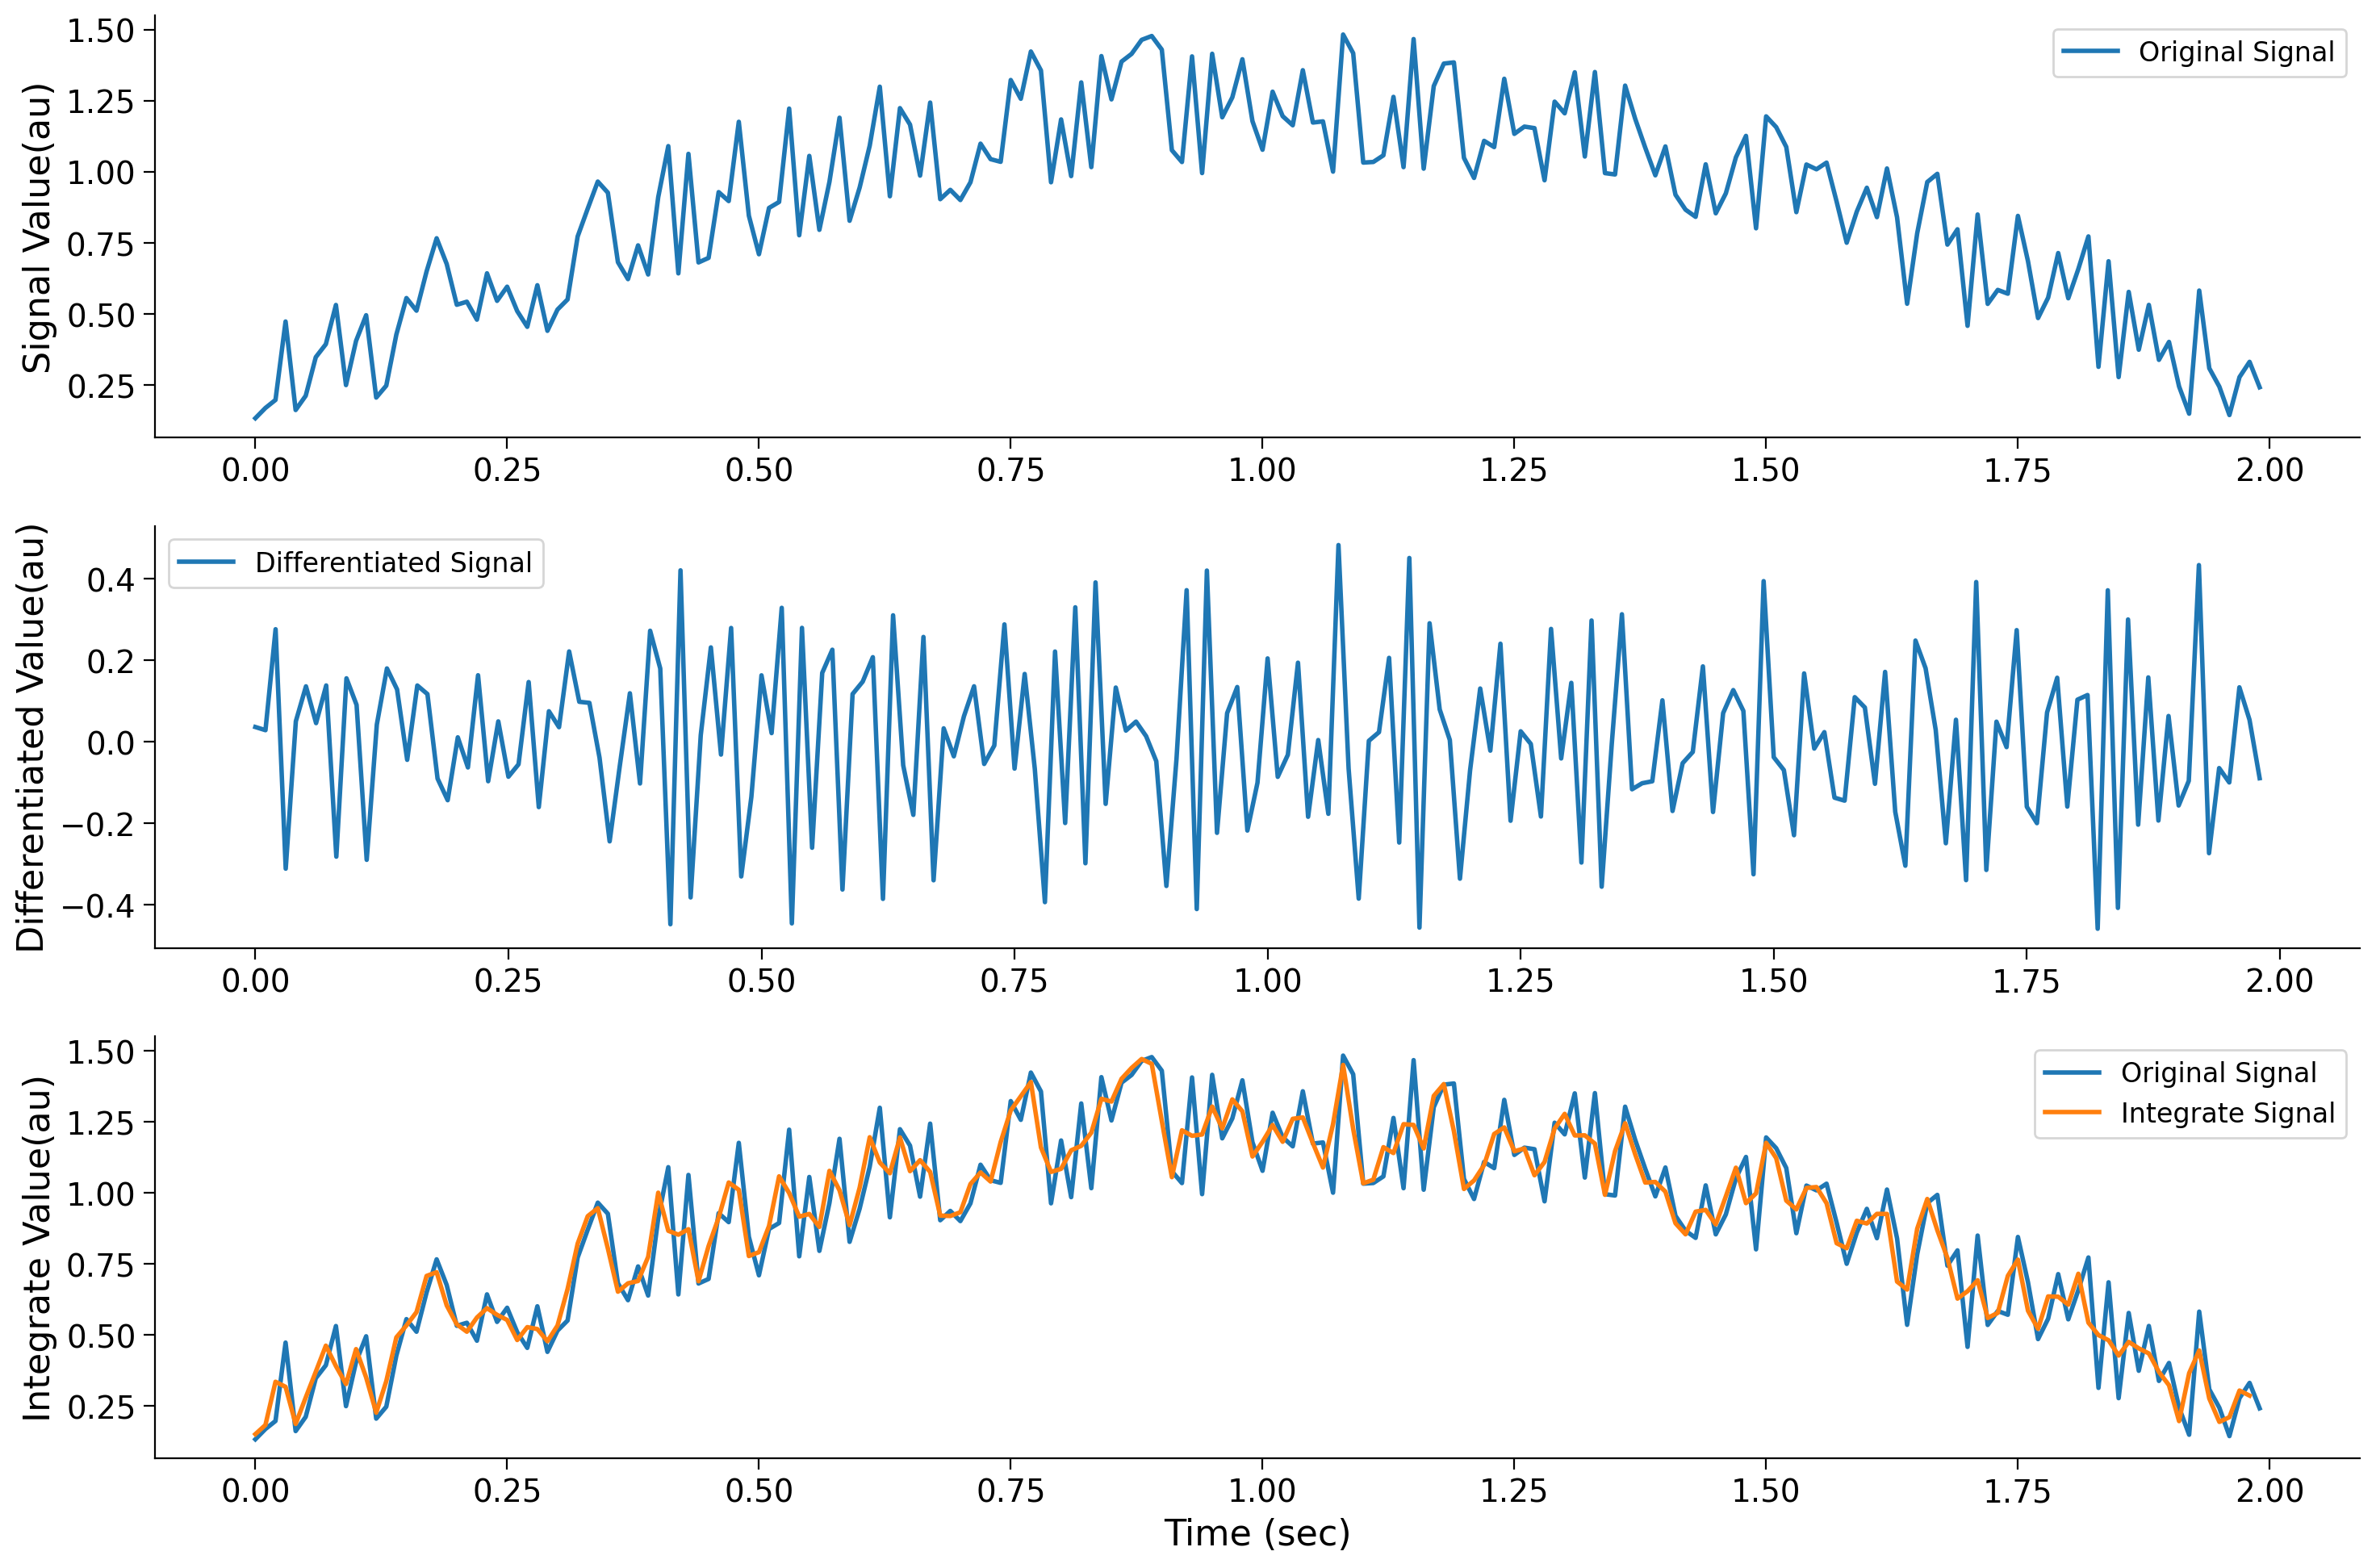 Signal Value(au)
1.50
1.25
1.00
0.75
0.50
0.25
Original Signal
0.00 0.25 0.50 0.75 1.00 1.25 1.50 1.75 2.00
Differentiated Value(au)
0.4
0.2
0.0
−0.2
−0.4
Differentiated Signal
0.00 0.25 0.50 0.75 1.00 1.25 1.50 1.75 2.00
Integrate Value(au)
1.50
1.25
1.00
0.75
0.50
0.25
Original Signal
Integrate Signal
0.00 0.25 0.50 0.75 1.00 1.25 1.50 1.75 2.00
Time (sec)